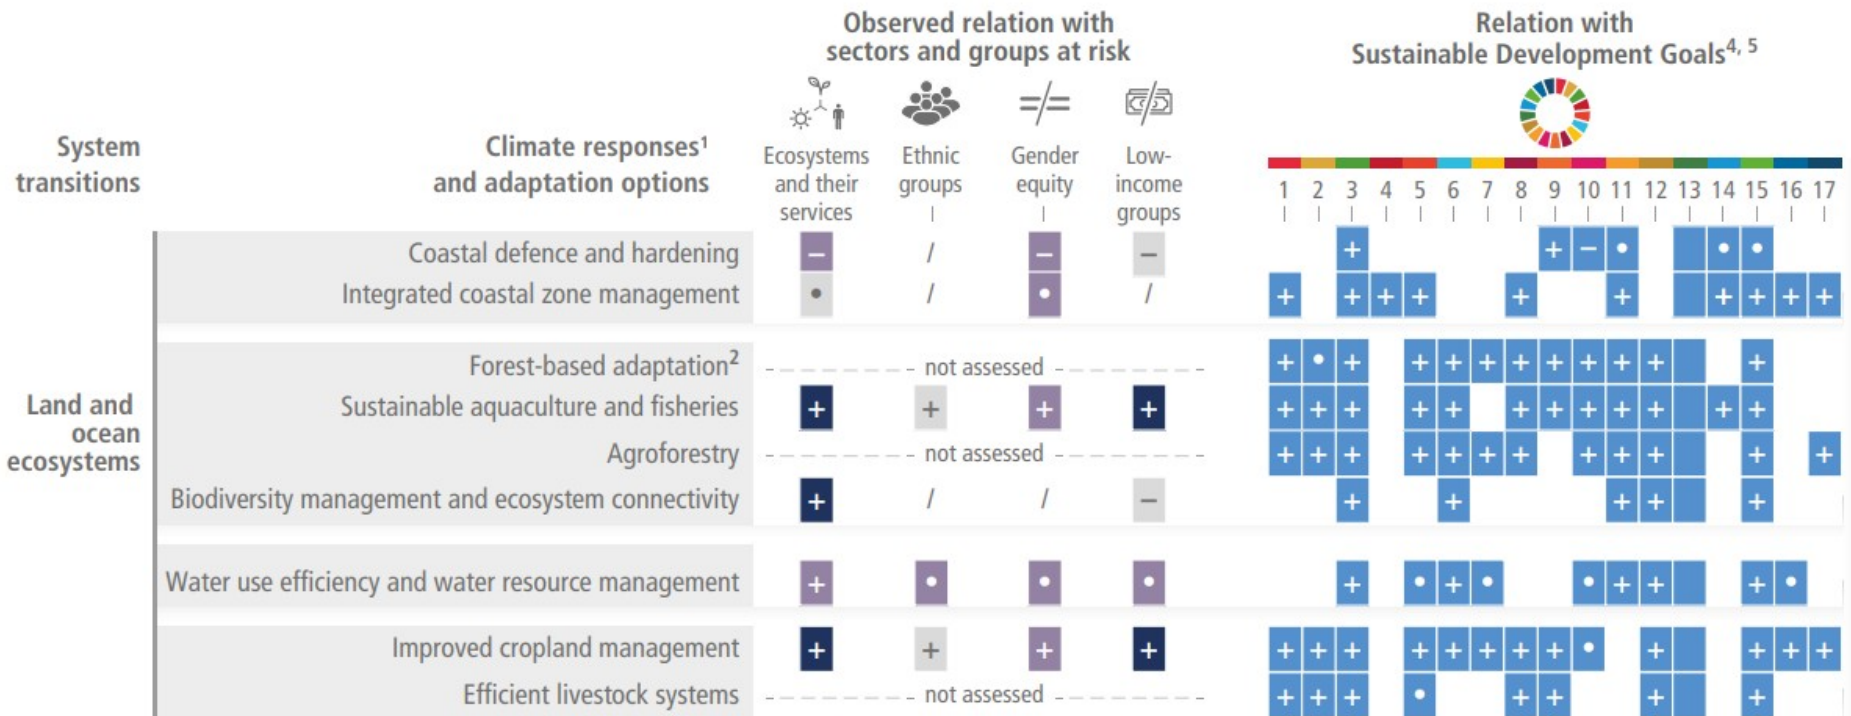 Observed relation with
sectors and groups at risk
Relation with
Sustainable Development Goals4, 5
System
transitions
Climate responses1
and adaptation options
Ecosystems
and their
services
Ethnic
groups
Gender
equity
Low-
income
groups
1 2 3 4 5 6 7 8 9 10 11 12 13 14 15 16 17
Land and
ocean
ecosystems
Coastal defence and hardening − / − − + + − • • •
Integrated coastal zone management • / • / + + + + + + + + + +
Forest-based adaptation2 not assessed + • + + + + + + + + + +
Sustainable aquaculture and fisheries + + + + + + + + + + + + + + + +
Agroforestry not assessed + + + + + + + + + + + +
Biodiversity management and ecosystem connectivity + / / − + + + + +
Water use efficiency and water resource management + • • • + • + • • + + + •
Improved cropland management + + + + + + + + + + + + • + + + +
Efficient livestock systems not assessed + + + • + + + +